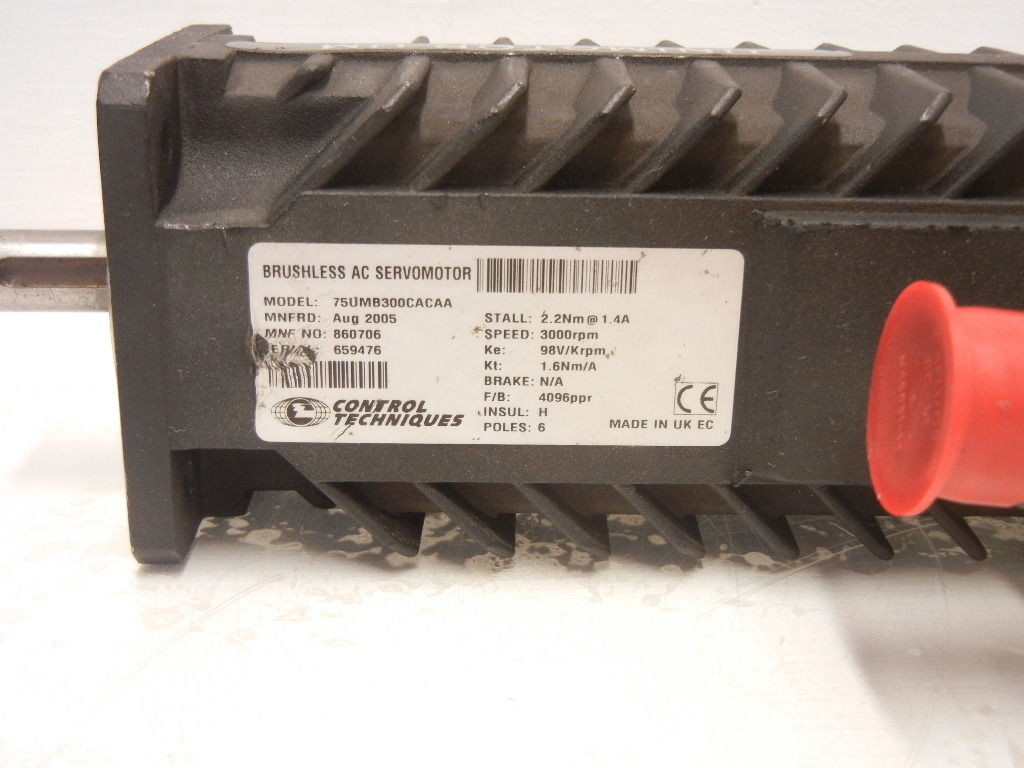 BRUSHLESS AC SERVOMOTOR
MODEL: 75UMB300CACAA
MNFRD: Aug 2005
MNF NO: 860706
659476
CONTROL
TECHNIQUES
STALL: 2.2Nm @ 1.4A
SPEED: 3000rpm
Ke: 98V/Krpm
Kt: 1.6Nm/A
BRAKE: N/A
F/B: 4096ppr
INSUL: H
POLES: 6
CE
MADE IN UK EC